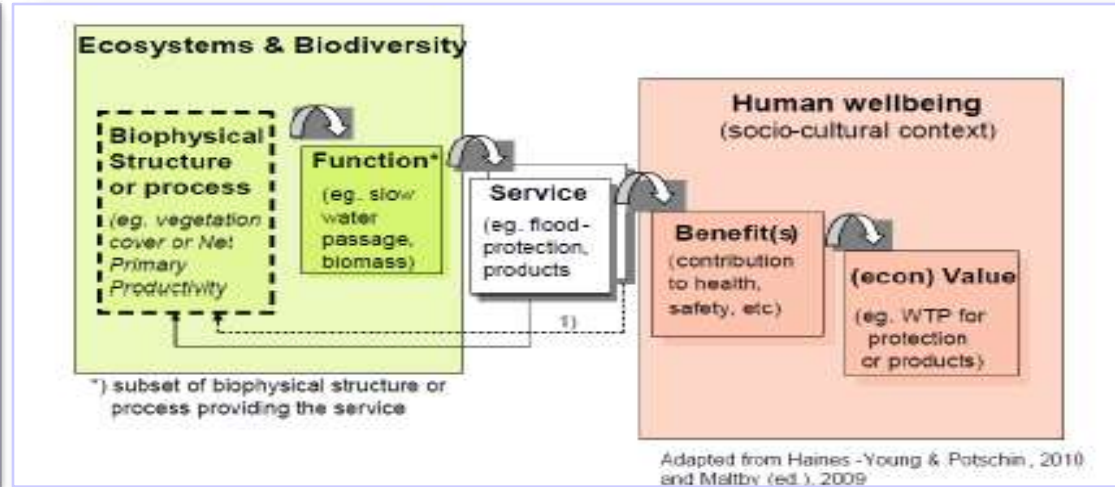 Ecosystems & Biodiversity
Biophysical
Structure
or process
(eg. vegetation
cover or Net
Primary
Productivity
Function*
(eg. slow
water
passage,
biomass)
Service
(eg. flood-
protection,
products
1)
*) subset of biophysical structure or
process providing the service
Human wellbeing
(socio-cultural context)
Benefit(s)
(contribution
to health,
safety, etc)
(econ) Value
(eg. WTP for
protection
or products)
Adapted from Haines-Young & Potschin, 2010
and Maltby (ed.), 2009